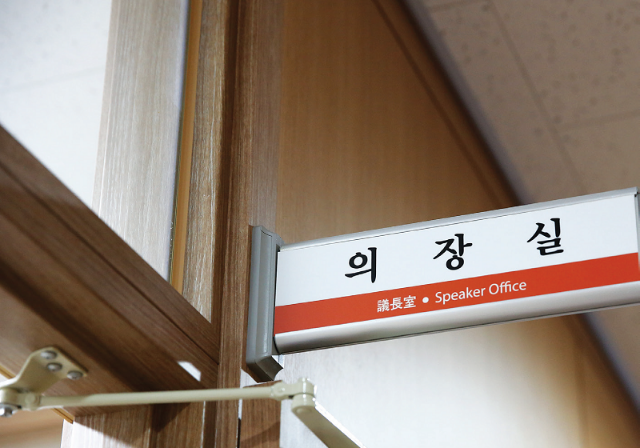 의 장 실
議長室 • Speaker Office